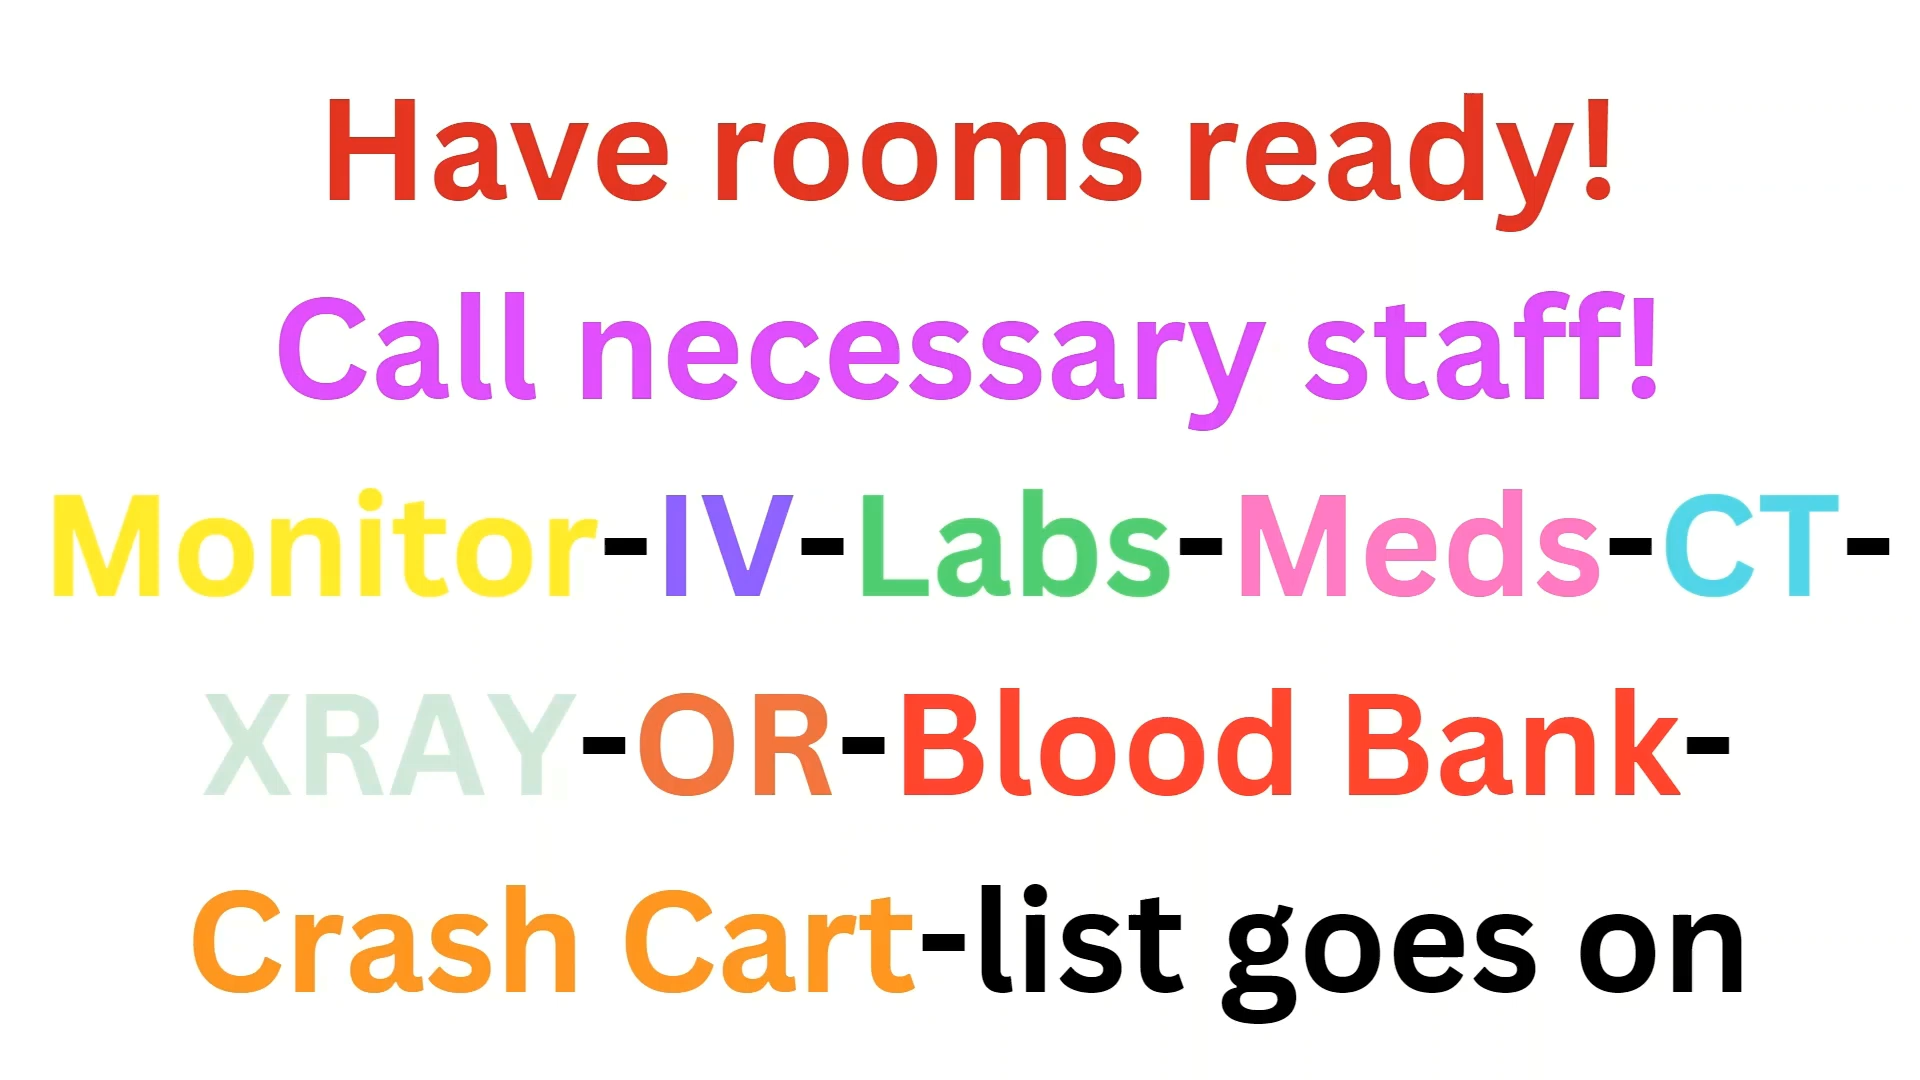 Have rooms ready!
Call necessary staff!
Monitor-IV-Labs-Meds-CT-
XRAY-OR-Blood Bank-
Crash Cart-list goes on